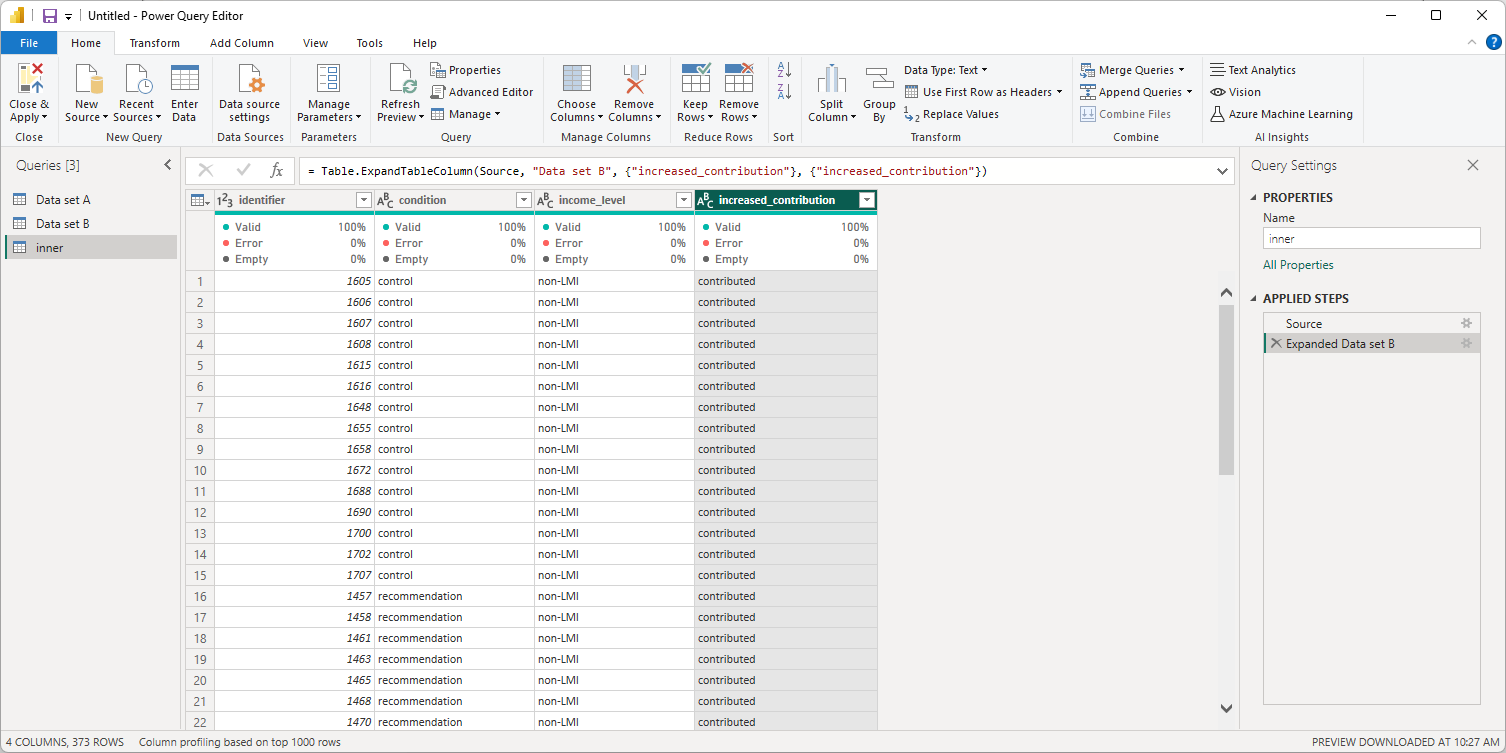 Untitled - Power Query Editor
File Home Transform Add Column View Tools Help
Close & Apply
New Source
Recent Sources
Enter Data
Data source settings
Manage Parameters
Refresh Preview
Properties
Advanced Editor
Manage
Choose Columns
Remove Columns
Keep Rows
Remove Rows
A Z
Z A
Split Column
Group By
Data Type: Text
Use First Row as Headers
1 2 Replace Values
Merge Queries
Append Queries
Combine Files
Text Analytics
Vision
Azure Machine Learning
Close New Query Data Sources Parameters Query Manage Columns Reduce Rows Sort Transform Combine AI Insights
Queries [3]
Data set A
Data set B
inner
fx = Table.ExpandTableColumn(Source, "Data set B", {"increased_contribution"}, {"increased_contribution"})
123 identifier ABC condition ABC income_level ABC increased_contribution
Valid 100% Valid 100% Valid 100% Valid 100%
Error 0% Error 0% Error 0% Error 0%
Empty 0% Empty 0% Empty 0% Empty 0%
1 1605 control non-LMI contributed
2 1606 control non-LMI contributed
3 1607 control non-LMI contributed
4 1608 control non-LMI contributed
5 1615 control non-LMI contributed
6 1616 control non-LMI contributed
7 1648 control non-LMI contributed
8 1655 control non-LMI contributed
9 1658 control non-LMI contributed
10 1672 control non-LMI contributed
11 1688 control non-LMI contributed
12 1690 control non-LMI contributed
13 1700 control non-LMI contributed
14 1702 control non-LMI contributed
15 1707 control non-LMI contributed
16 1457 recommendation non-LMI contributed
17 1458 recommendation non-LMI contributed
18 1461 recommendation non-LMI contributed
19 1463 recommendation non-LMI contributed
20 1465 recommendation non-LMI contributed
21 1468 recommendation non-LMI contributed
22 1470 recommendation non-LMI contributed
Query Settings
PROPERTIES
Name
inner
All Properties
APPLIED STEPS
Source
Expanded Data set B
4 COLUMNS, 373 ROWS Column profiling based on top 1000 rows PREVIEW DOWNLOADED AT 10:27 AM